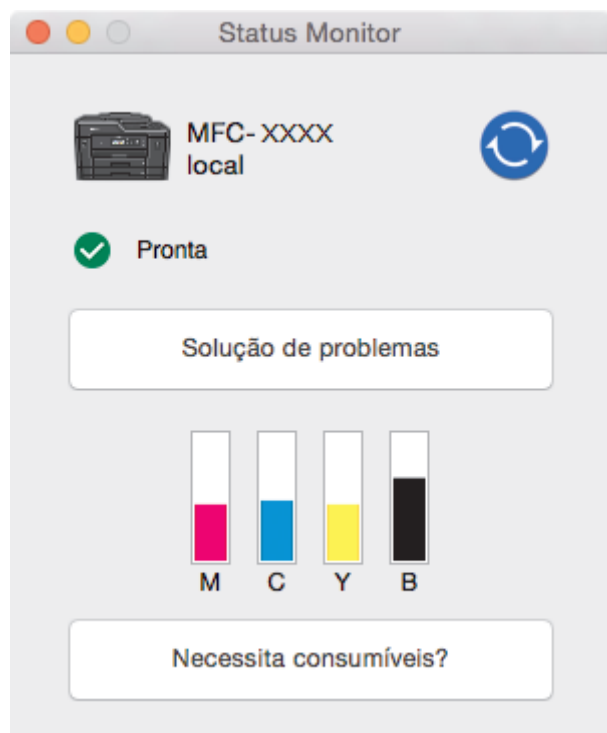 Status Monitor
MFC- XXXX
local
Pronta
Solução de problemas
M C Y B
Necessita consumíveis?